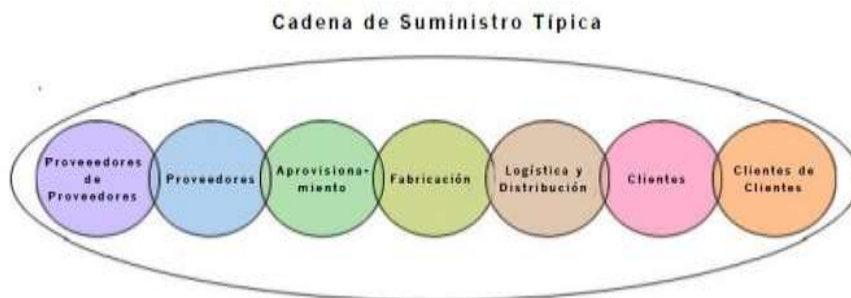 Cadena de Suministro Típica
Proveeedores
de
Proveedores
Proveedores
Aprovisiona-
miento
Fabricación
Logística y
Distribución
Clientes
Clientes de
Clientes